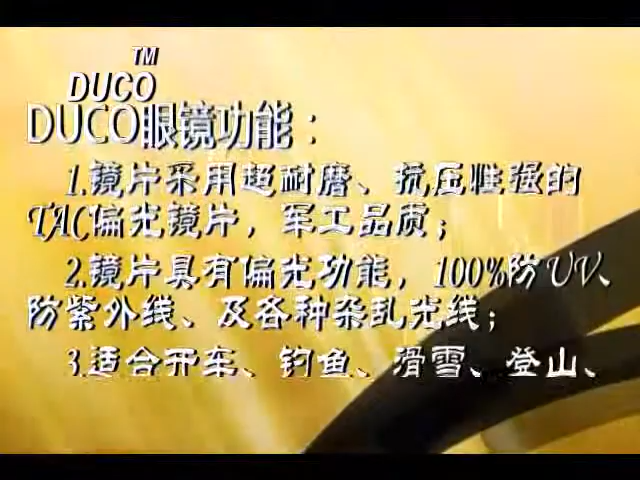 TM
DUCO
DUCO眼镜功能：
1.镜片采用超耐磨、抗压性强的
TAC偏光镜片，军工品质；
2.镜片具有偏光功能，100%防UV、
防紫外线、及各种杂乱光线；
3.适合开车、钓鱼、滑雪、登山、